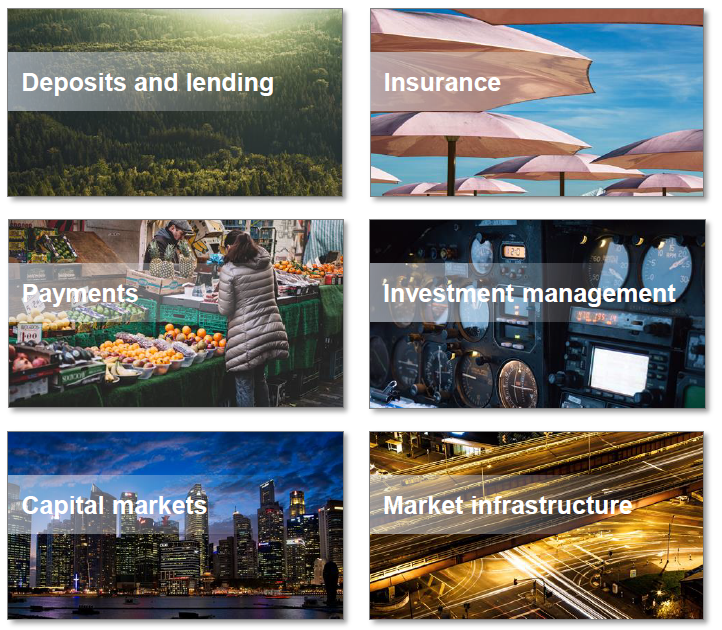 Deposits and lending
Insurance
Payments
Investment management
Capital markets
Market infrastructure